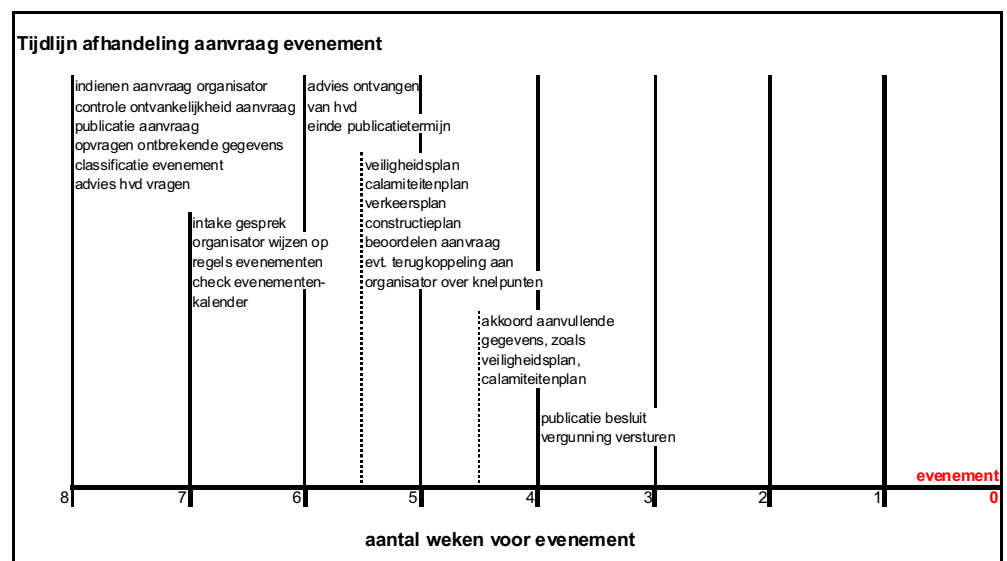 Tijdlijn afhandeling aanvraag evenement
indienen aanvraag organisator
controle ontvankelijkheid aanvraag
publicatie aanvraag
opvragen ontbrekende gegevens
classificatie evenement
advies hvd vragen
intake gesprek
organisator wijzen op
regels evenementen
check evenementen-
kalender
advies ontvangen
van hvd
einde publicatietermijn
veiligheidsplan
calamiteitenplan
verkeersplan
constructieplan
beoordelen aanvraag
evt. terugkoppeling aan
organisator over knelpunten
akkoord aanvullende
gegevens, zoals
veiligheidsplan,
calamiteitenplan
publicatie besluit
vergunning versturen
evenement
8 7 6 5 4 3 2 1 0
aantal weken voor evenement